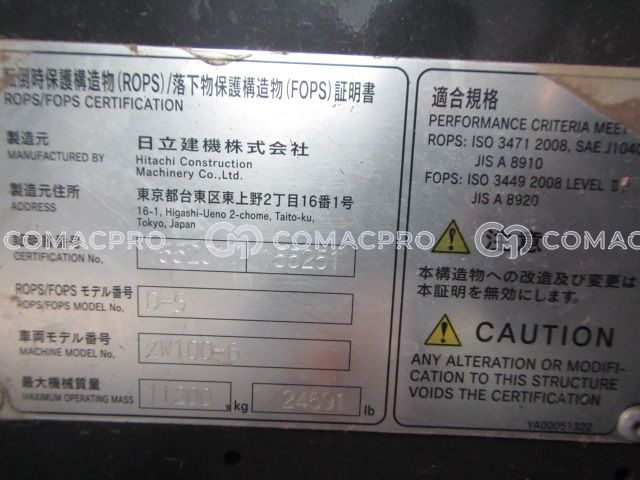 倒時保護構造物(ROPS)/落下物保護構造物(FOPS)証明書
ROPS/FOPS CERTIFICATION
製造元
MANUFACTURED BY
日立建機株式会社
Hitachi Construction
Machinery Co.,Ltd.
製造元住所
ADDRESS
東京都台東区東上野2丁目16番1号
16-1, Higashi-Ueno 2-chome, Taito-ku,
Tokyo, Japan
CERTIFICATION No.
ROPS/FOPS モデル番号
ROPS/FOPS MODEL No.
D-5
車両モデル番号
MACHINE MODEL No.
ZW100-6
最大機械質量
MAXIMUM OPERATING MASS
kg
24691
lb
適合規格
PERFORMANCE CRITERIA MEET
ROPS: ISO 3471 2008, SAE J1040
JIS A 8910
FOPS: ISO 3449 2008 LEVEL II
JIS A 8920
注意
本構造物への改造及び変更は
本証明を無効にします.
CAUTION
ANY ALTERATION OR MODIFI-
CATION TO THIS STRUCTURE
VOIDS THE CERTIFICATION
YA00051322
COMACPRO COMACPRO COMACPRO